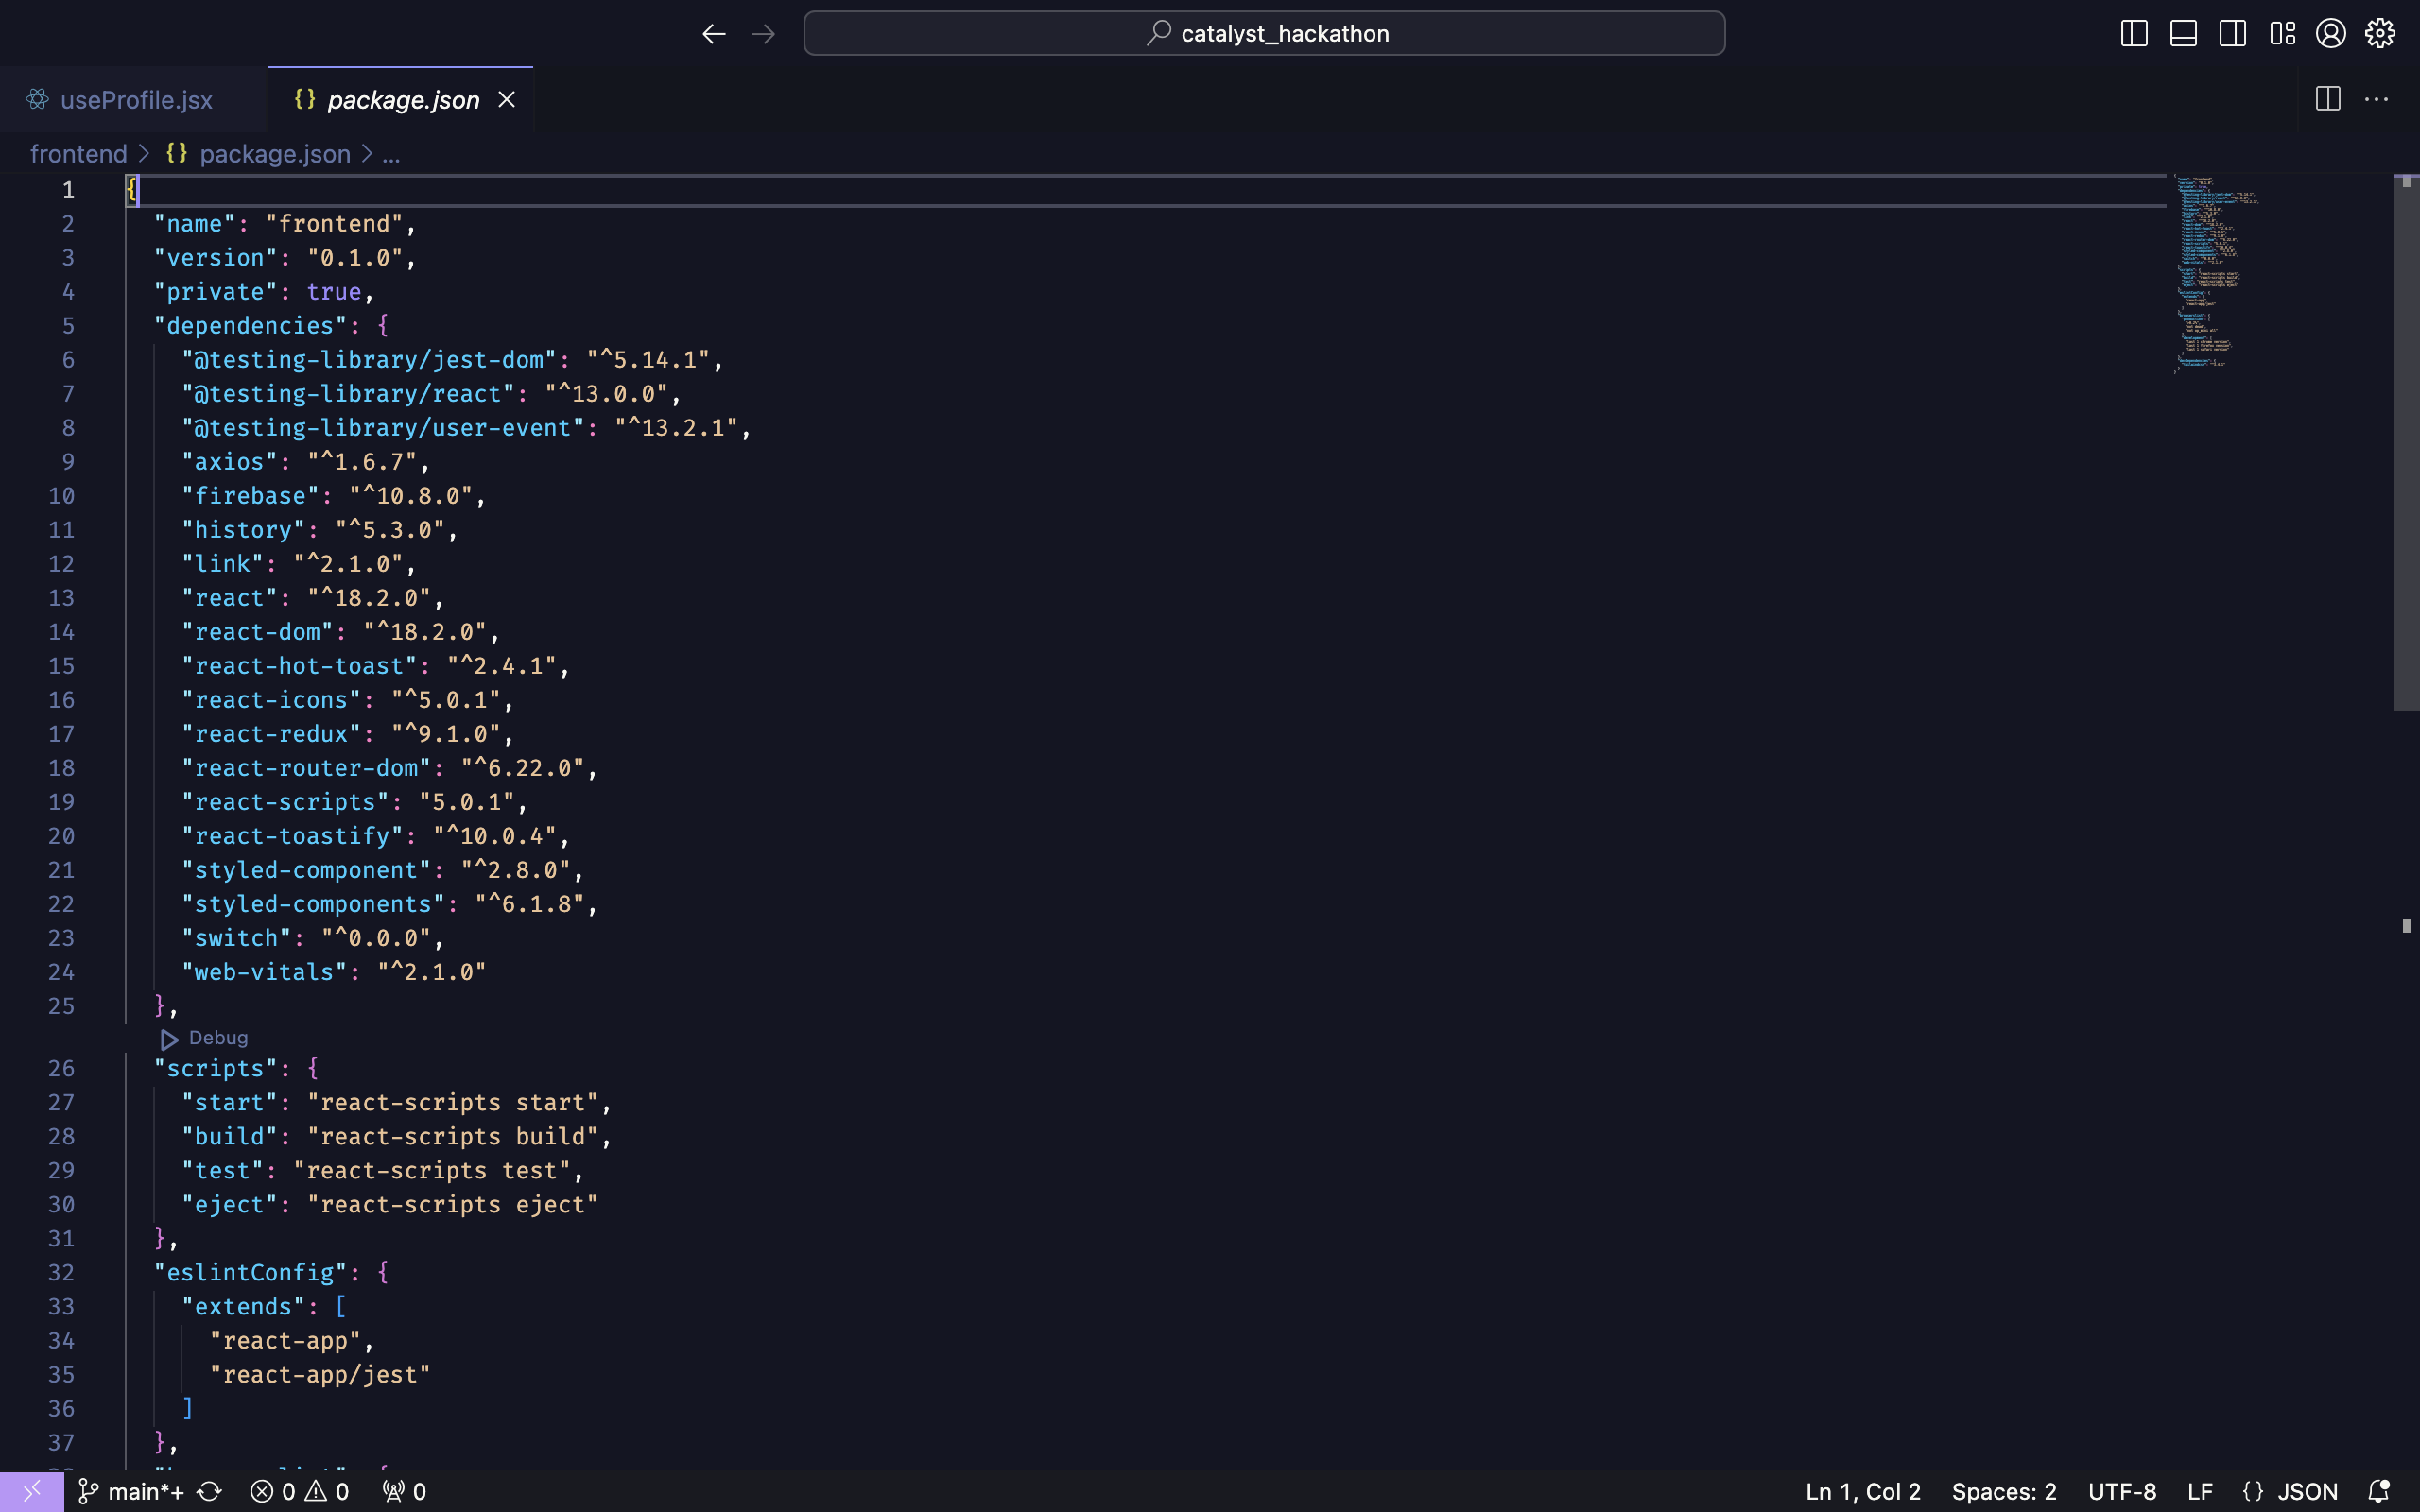 catalyst_hackathon
useProfile.jsx
{} package.json
frontend > {} package.json > ...
1 {
2 "name": "frontend",
3 "version": "0.1.0",
4 "private": true,
5 "dependencies": {
6 "@testing-library/jest-dom": "^5.14.1",
7 "@testing-library/react": "^13.0.0",
8 "@testing-library/user-event": "^13.2.1",
9 "axios": "^1.6.7",
10 "firebase": "^10.8.0",
11 "history": "^5.3.0",
12 "link": "^2.1.0",
13 "react": "^18.2.0",
14 "react-dom": "^18.2.0",
15 "react-hot-toast": "^2.4.1",
16 "react-icons": "^5.0.1",
17 "react-redux": "^9.1.0",
18 "react-router-dom": "^6.22.0",
19 "react-scripts": "5.0.1",
20 "react-toastify": "^10.0.4",
21 "styled-component": "^2.8.0",
22 "styled-components": "^6.1.8",
23 "switch": "^0.0.0",
24 "web-vitals": "^2.1.0"
25 },
Debug
26 "scripts": {
27 "start": "react-scripts start",
28 "build": "react-scripts build",
29 "test": "react-scripts test",
30 "eject": "react-scripts eject"
31 },
32 "eslintConfig": {
33 "extends": [
34 "react-app",
35 "react-app/jest"
36 ]
37 },
main*+ 0 0 0 Ln 1, Col 2 Spaces: 2 UTF-8 LF {} JSON